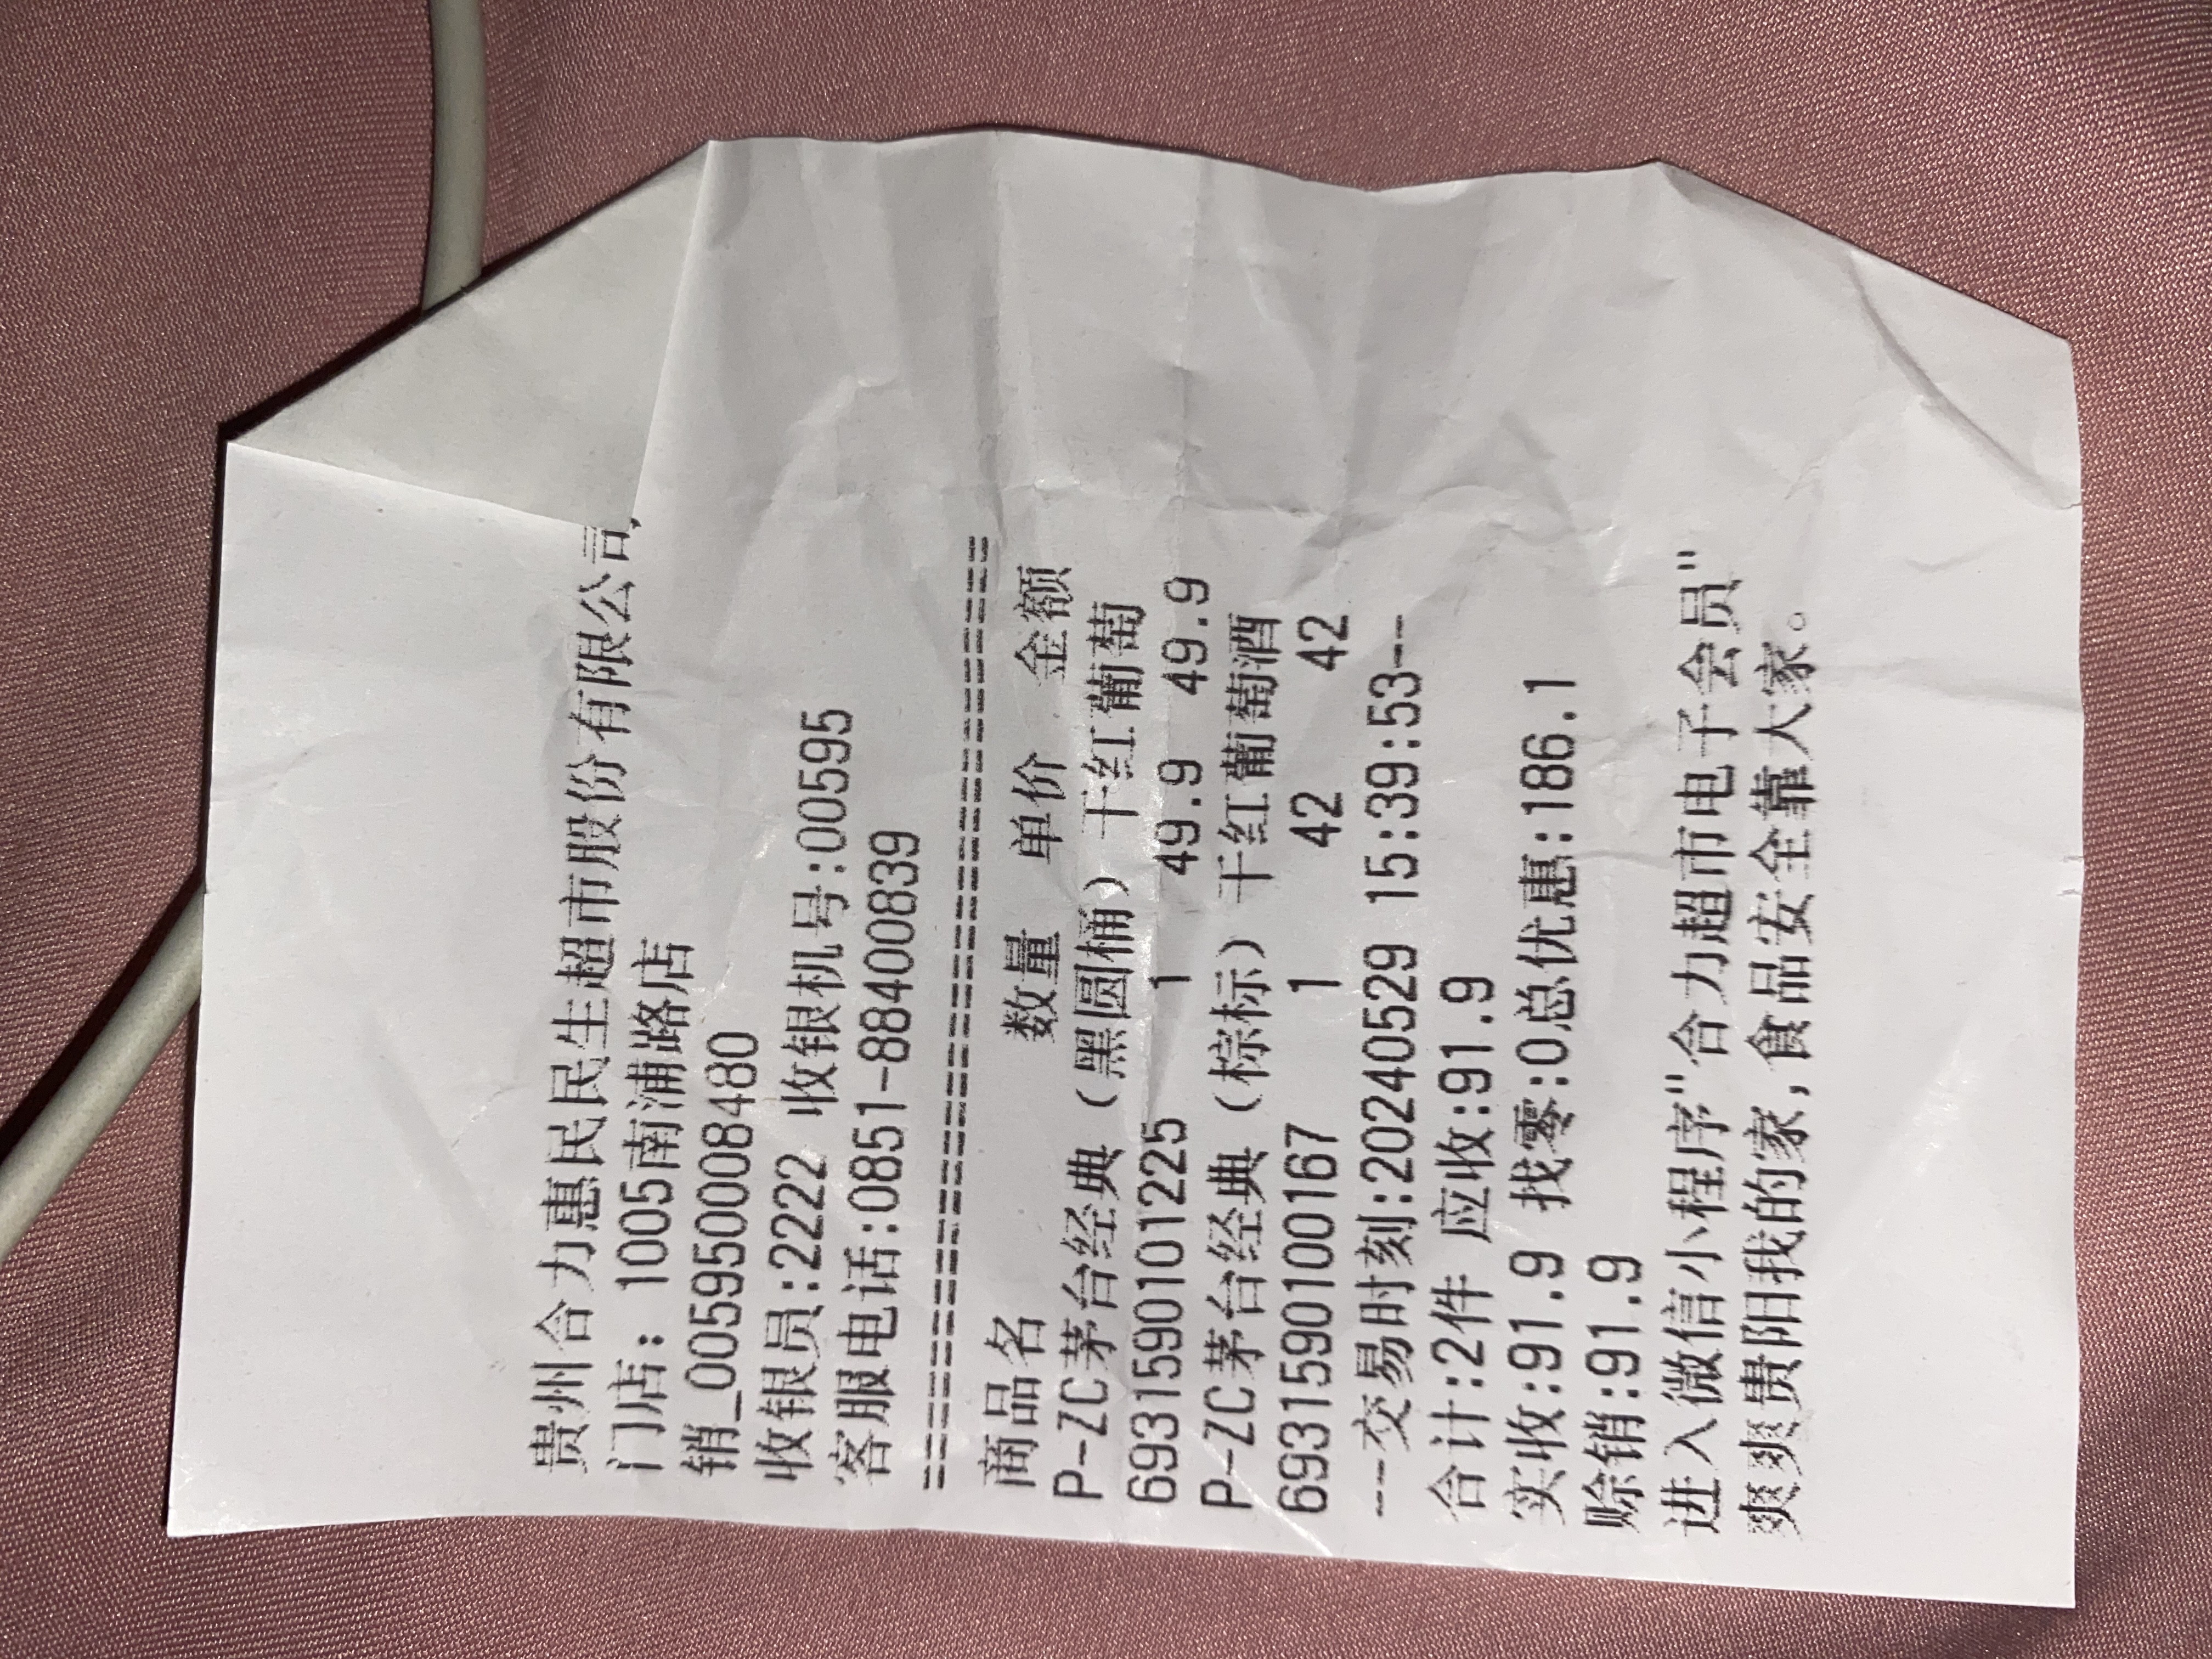 贵州合力惠民民生超市股份有限公司,
门店: 1005南浦路店
销_005950008480
收银员:2222 收银机号:00595
客服电话:0851-88400839
========================================
商品名 数量 单价 金额
P-ZC茅台经典（黑圆桶）干红葡萄
6931590101225 1 49.9 49.9
P-ZC茅台经典（棕标）干红葡萄酒
6931590100167 1 42 42
---交易时刻:20240529 15:39:53--
合计:2件 应收:91.9
实收:91.9 找零:0总优惠:186.1
赊销:91.9
进入微信小程序"合力超市电子会员"
爽爽贵阳我的家,食品安全靠大家。